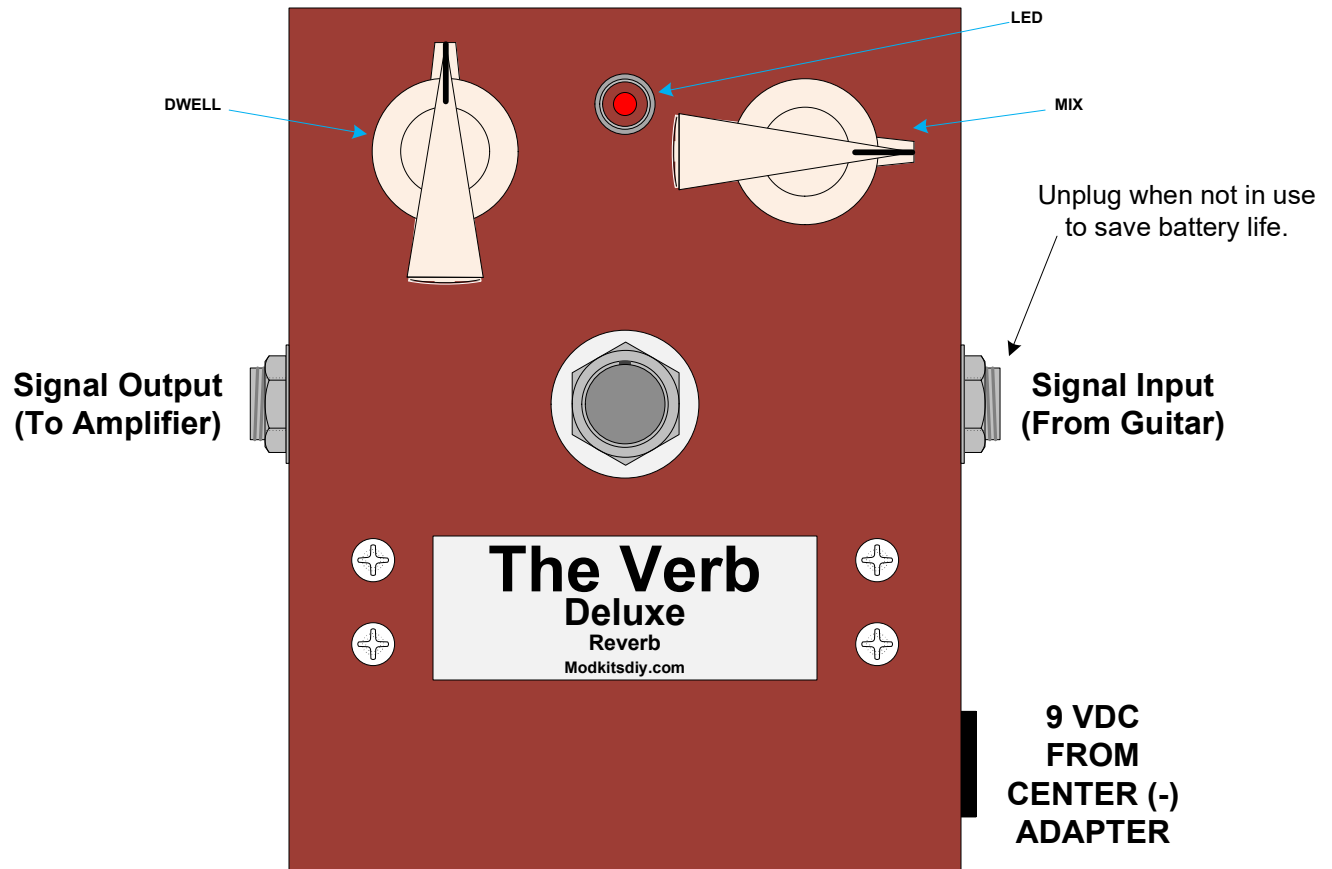 LED
DWELL
MIX
Unplug when not in use
to save battery life.
Signal Output
(To Amplifier)
Signal Input
(From Guitar)
The Verb
Deluxe
Reverb
Modkitsdiy.com
9 VDC
FROM
CENTER (-)
ADAPTER